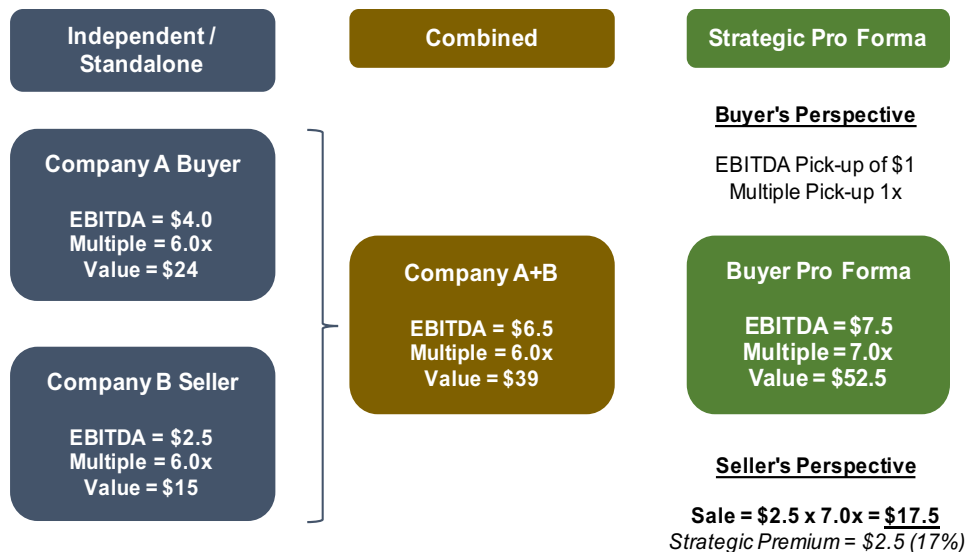 Independent /
Standalone
Combined
Strategic Pro Forma
Company A Buyer
EBITDA = $4.0
Multiple = 6.0x
Value = $24
Company B Seller
EBITDA = $2.5
Multiple = 6.0x
Value = $15
Company A+B
EBITDA = $6.5
Multiple = 6.0x
Value = $39
Buyer's Perspective
EBITDA Pick-up of $1
Multiple Pick-up 1x
Buyer Pro Forma
EBITDA = $7.5
Multiple = 7.0x
Value = $52.5
Seller's Perspective
Sale = $2.5 x 7.0x = $17.5
Strategic Premium = $2.5 (17%)